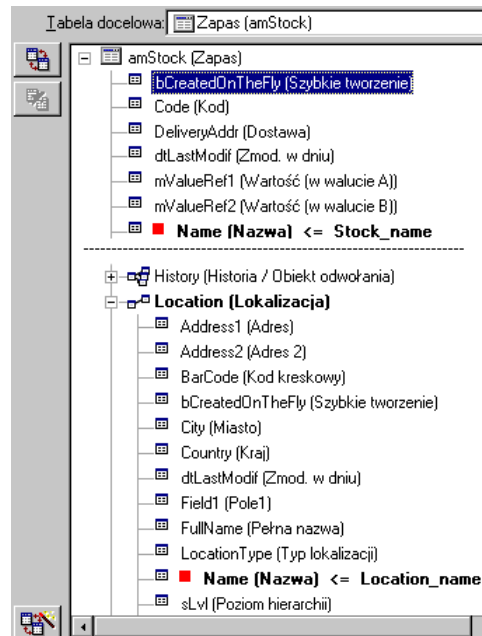 Tabela docelowa: Zapas (amStock)
amStock (Zapas)
bCreatedOnTheFly (Szybkie tworzenie)
Code (Kod)
DeliveryAddr (Dostawa)
dtLastModif (Zmod. w dniu)
mValueRef1 (Wartość (w walucie A))
mValueRef2 (Wartość (w walucie B))
Name (Nazwa) <= Stock_name
History (Historia / Obiekt odwołania)
Location (Lokalizacja)
Address1 (Adres)
Address2 (Adres 2)
BarCode (Kod kreskowy)
bCreatedOnTheFly (Szybkie tworzenie)
City (Miasto)
Country (Kraj)
dtLastModif (Zmod. w dniu)
Field1 (Pole1)
FullName (Pełna nazwa)
LocationType (Typ lokalizacji)
Name (Nazwa) <= Location_name
sLvl (Poziom hierarchii)